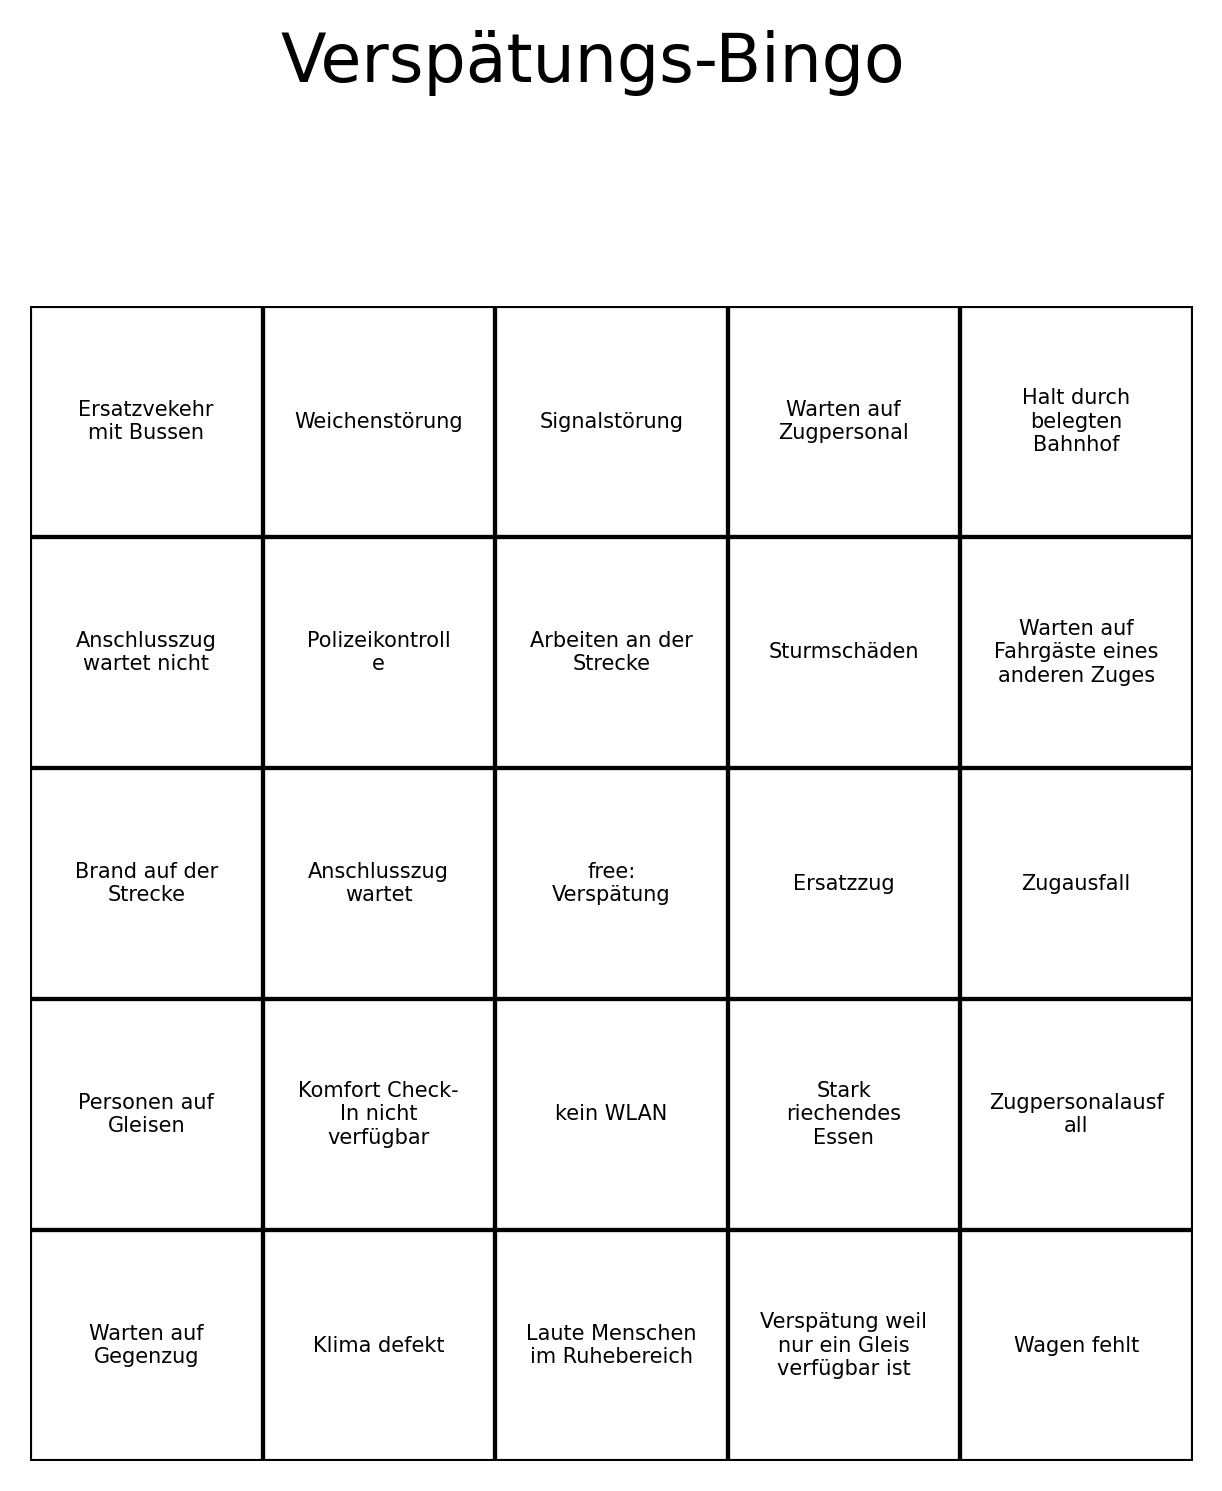 Verspätungs-Bingo
Ersatzvekehr
mit Bussen
Weichenstörung
Signalstörung
Warten auf
Zugpersonal
Halt durch
belegten
Bahnhof
Anschlusszug
wartet nicht
Polizeikontroll
e
Arbeiten an der
Strecke
Sturmschäden
Warten auf
Fahrgäste eines
anderen Zuges
Brand auf der
Strecke
Anschlusszug
wartet
free:
Verspätung
Ersatzzug
Zugausfall
Personen auf
Gleisen
Komfort Check-
In nicht
verfügbar
kein WLAN
Stark
riechendes
Essen
Zugpersonalausf
all
Warten auf
Gegenzug
Klima defekt
Laute Menschen
im Ruhebereich
Verspätung weil
nur ein Gleis
verfügbar ist
Wagen fehlt